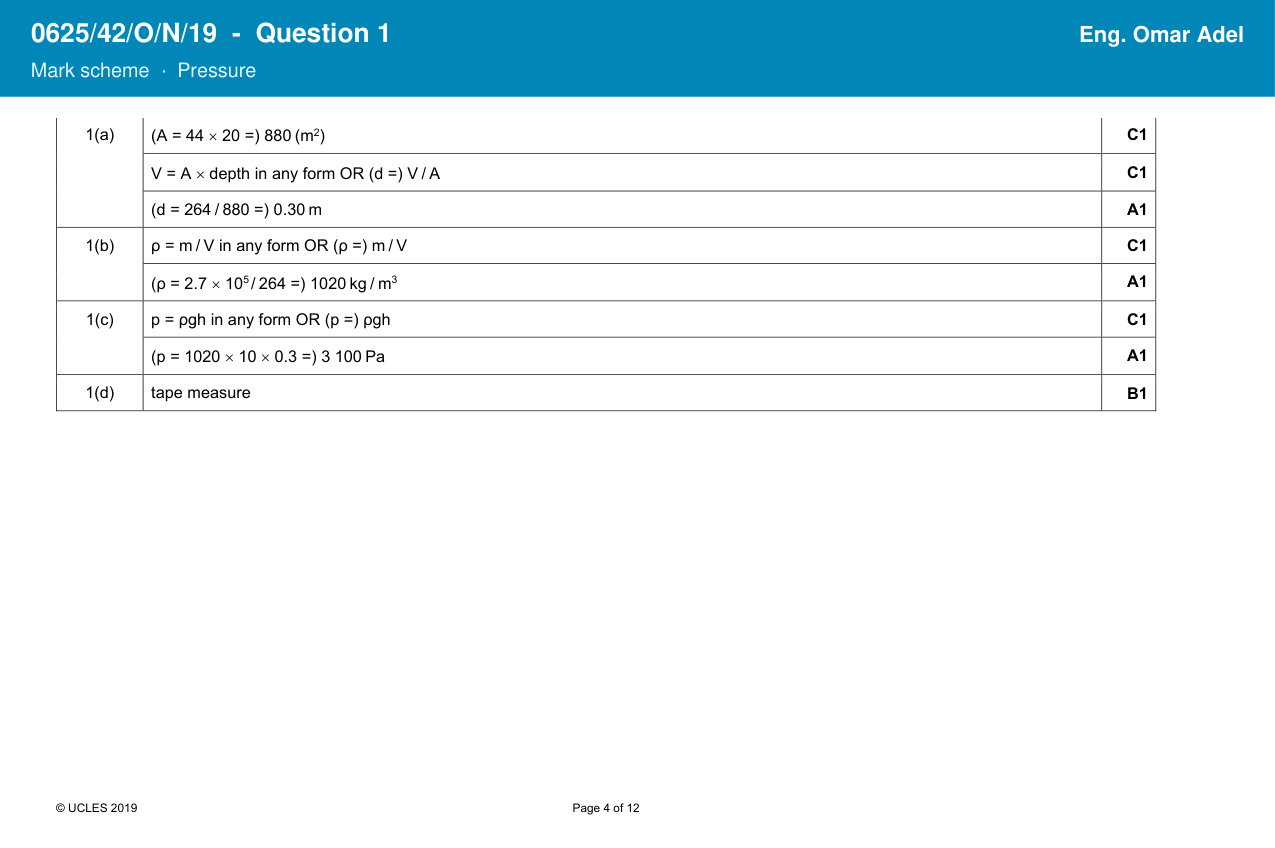 0625/42/O/N/19 - Question 1
Eng. Omar Adel
Mark scheme · Pressure
1(a) (A = 44 × 20 =) 880 (m²) C1
V = A × depth in any form OR (d =) V / A C1
(d = 264 / 880 =) 0.30 m A1
1(b) ρ = m / V in any form OR (ρ =) m / V C1
(ρ = 2.7 × 10⁵ / 264 =) 1020 kg / m³ A1
1(c) p = ρgh in any form OR (p =) ρgh C1
(p = 1020 × 10 × 0.3 =) 3 100 Pa A1
1(d) tape measure B1
© UCLES 2019 Page 4 of 12